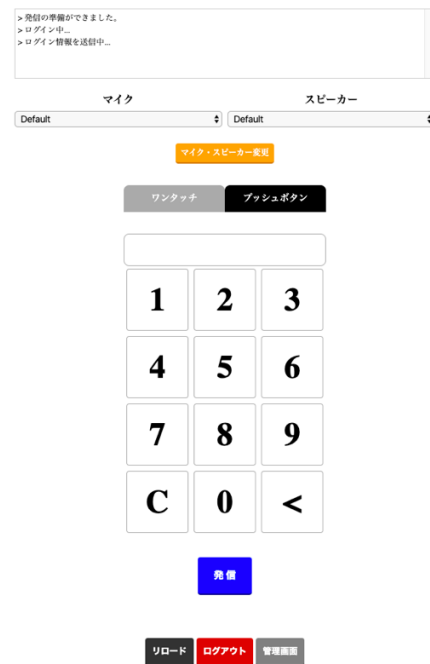 > 発信の準備ができました。
> ログイン中...
> ログイン情報を送信中...
マイク スピーカー
Default Default
マイク・スピーカー変更
ワンタッチ プッシュボタン
1 2 3
4 5 6
7 8 9
C 0 <
発信
リロード ログアウト 管理画面